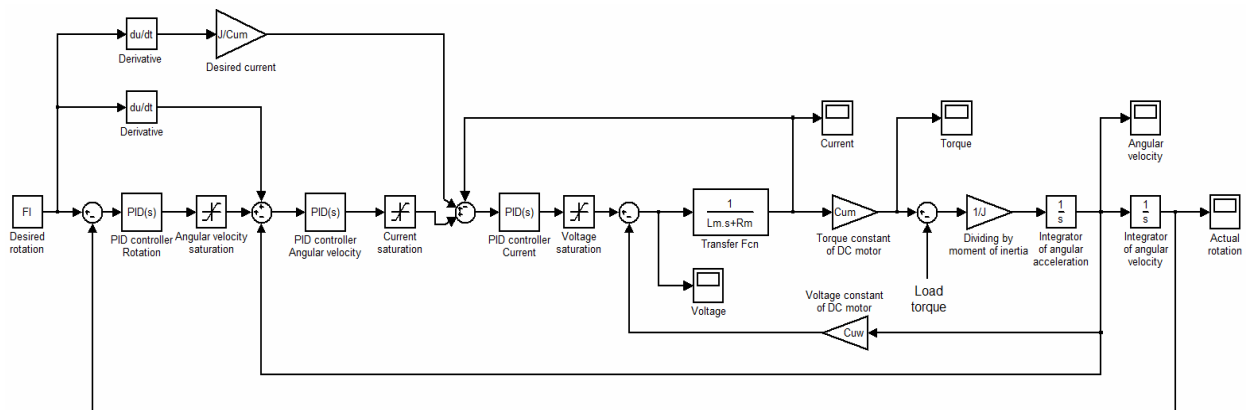 du/dt
Derivative
J/Cum
Desired current
du/dt
Derivative
Current
Torque
Angular
velocity
FI
Desired
rotation
PID(s)
PID controller
Rotation
Angular velocity
saturation
PID(s)
PID controller
Angular velocity
Current
saturation
PID(s)
PID controller
Current
Voltage
saturation
1
Lm.s+Rm
Transfer Fcn
Cum
Torque constant
of DC motor
1/J
Dividing by
moment of inertia
1
s
Integrator
of angular
acceleration
1
s
Integrator
of angular
velocity
Actual
rotation
Load
torque
Voltage
Voltage constant
of DC motor
Cuw